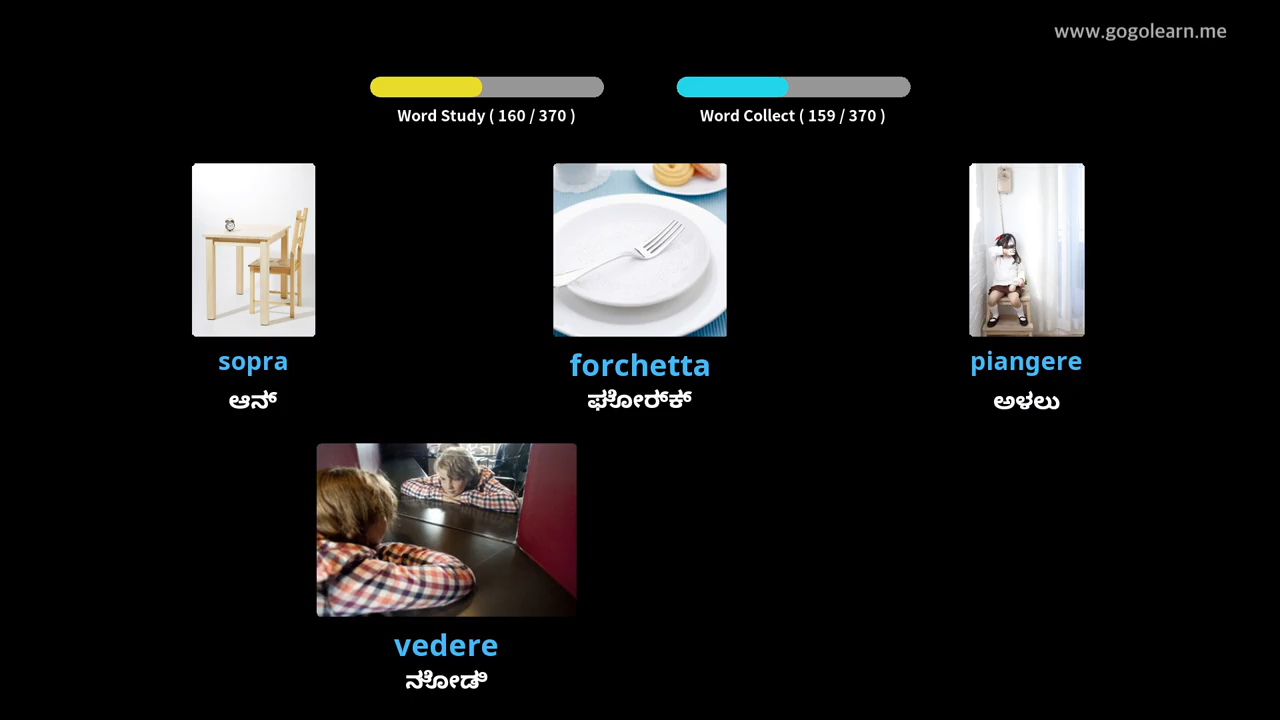 www.gogolearn.me
Word Study ( 160 / 370 )
Word Collect ( 159 / 370 )
sopra
ಆನ್
forchetta
ಫೋರ್ಕ್
piangere
ಅಳಲು
vedere
ನೋಡಿ